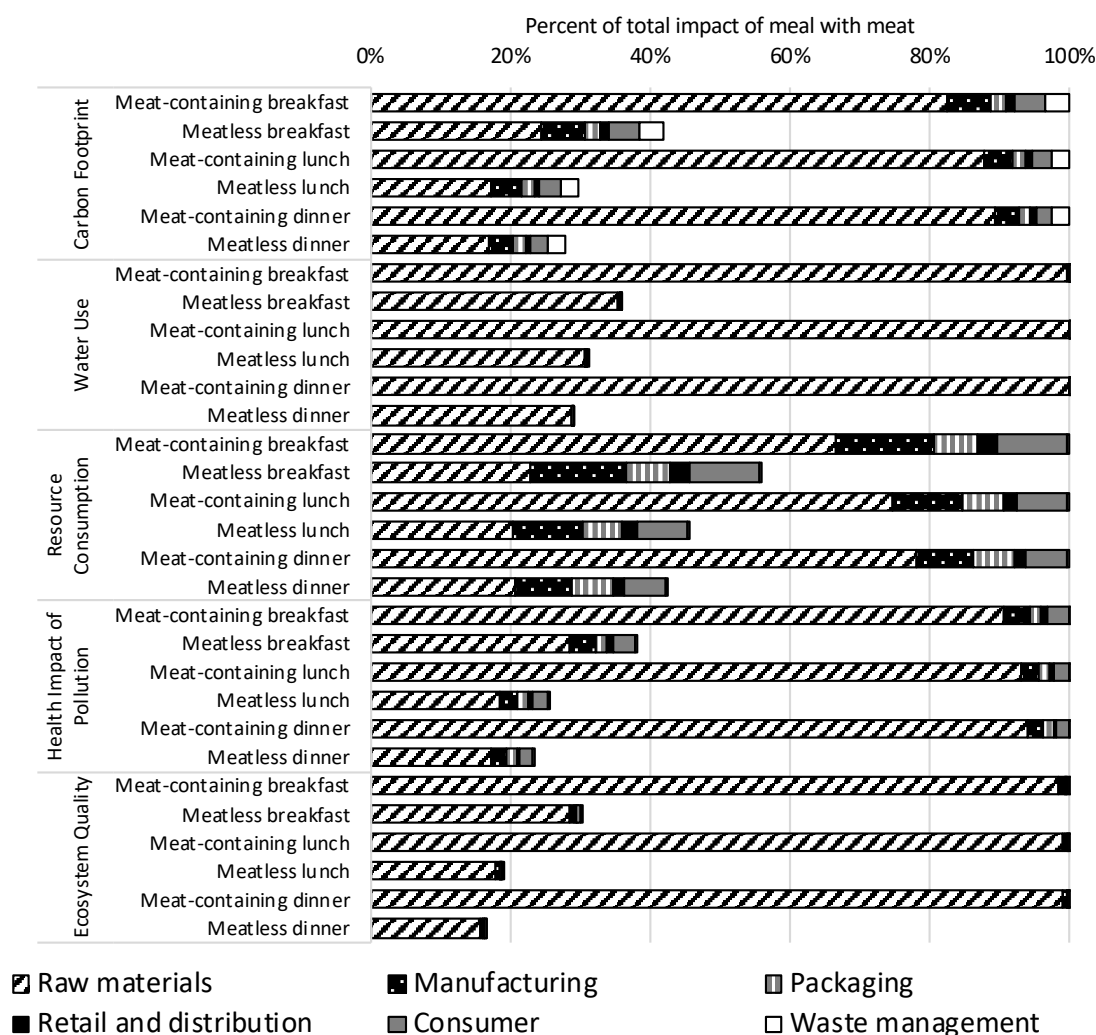 Percent of total impact of meal with meat
0% 20% 40% 60% 80% 100%
Carbon Footprint
Meat-containing breakfast
Meatless breakfast
Meat-containing lunch
Meatless lunch
Meat-containing dinner
Meatless dinner
Water Use
Meat-containing breakfast
Meatless breakfast
Meat-containing lunch
Meatless lunch
Meat-containing dinner
Meatless dinner
Resource
Consumption
Meat-containing breakfast
Meatless breakfast
Meat-containing lunch
Meatless lunch
Meat-containing dinner
Meatless dinner
Health Impact of
Pollution
Meat-containing breakfast
Meatless breakfast
Meat-containing lunch
Meatless lunch
Meat-containing dinner
Meatless dinner
Ecosystem Quality
Meat-containing breakfast
Meatless breakfast
Meat-containing lunch
Meatless lunch
Meat-containing dinner
Meatless dinner
Raw materials Manufacturing Packaging
Retail and distribution Consumer Waste management